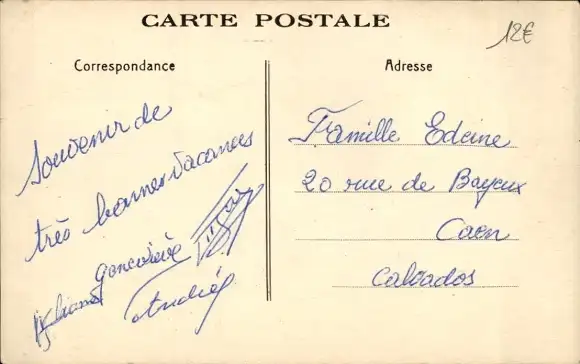 CARTE POSTALE
12€
Correspondance
Adresse
Souvenir de
très bonnes vacances
Geneviève
André
Famille Edeine
20 rue de Bayeux
Caen
Calvados